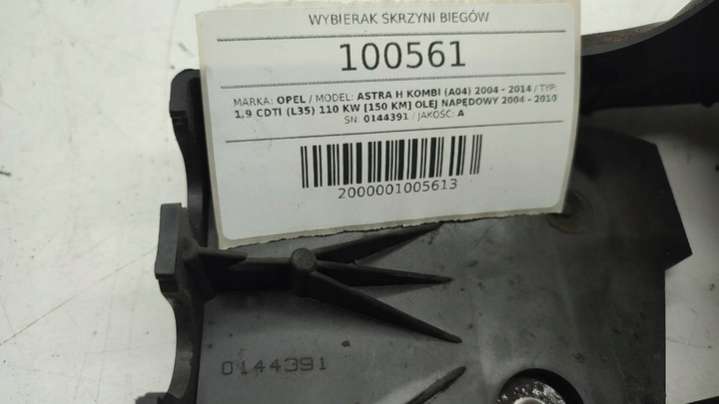 WYBIERAK SKRZYNI BIEGÓW
100561
MARKA: OPEL / MODEL: ASTRA H KOMBI (A04) 2004 - 2014 / TYP:
1.9 CDTI (L35) 110 KW [150 KM] OLEJ NAPĘDOWY 2004 - 2010
SN: 0144391 / JAKOŚĆ: A
2000001005613
0144391